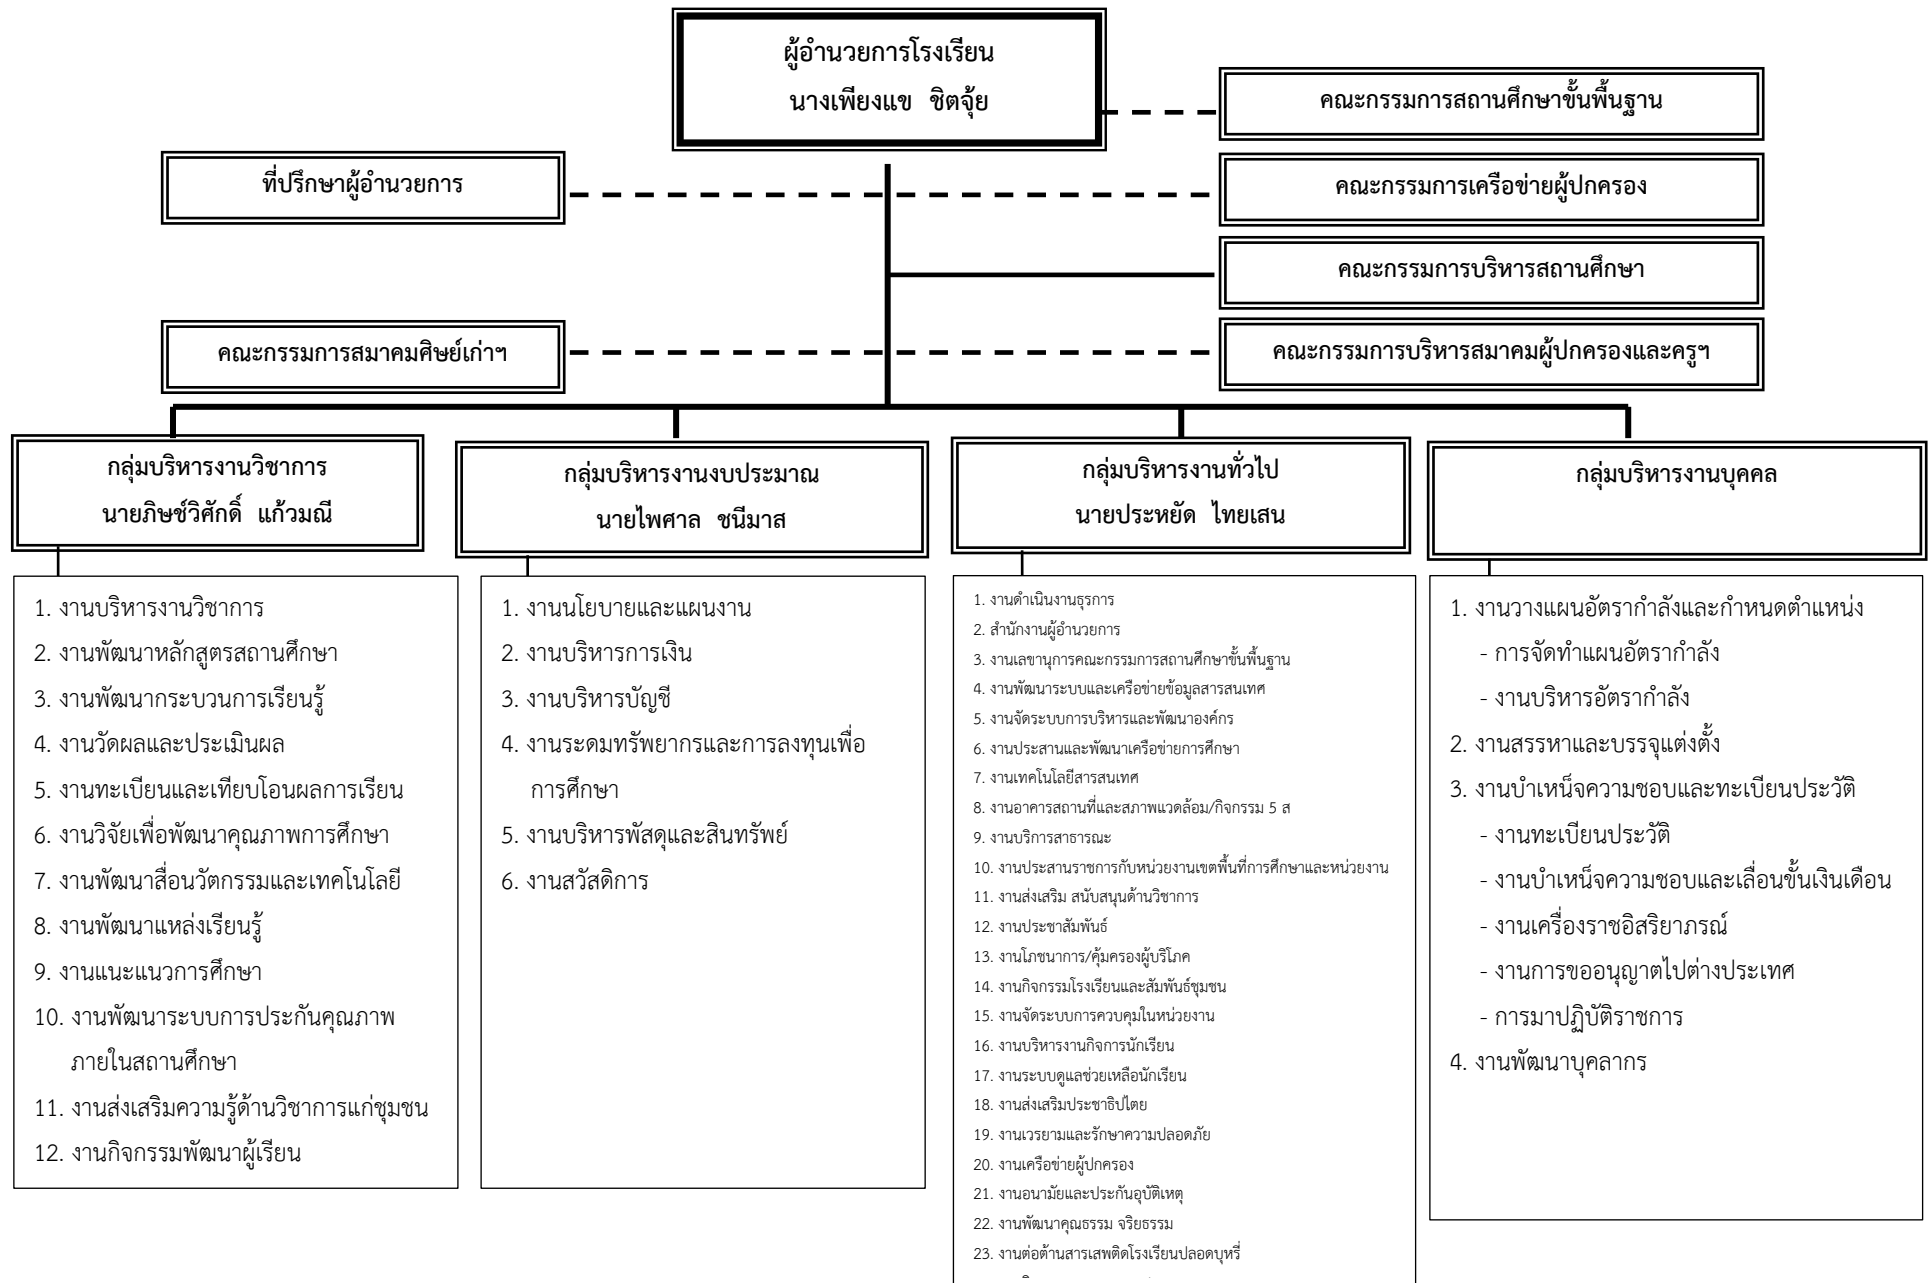 ผู้อำนวยการโรงเรียน
นางเพียงแข ชิตจุ้ย
คณะกรรมการสถานศึกษาขั้นพื้นฐาน
ที่ปรึกษาผู้อำนวยการ
คณะกรรมการเครือข่ายผู้ปกครอง
คณะกรรมการบริหารสถานศึกษา
คณะกรรมการสมาคมศิษย์เก่าฯ
คณะกรรมการบริหารสมาคมผู้ปกครองและครูฯ
กลุ่มบริหารงานวิชาการ
นายภิษช์วิศักดิ์ แก้วมณี
กลุ่มบริหารงานงบประมาณ
นายไพศาล ชนีมาส
กลุ่มบริหารงานทั่วไป
นายประหยัด ไทยเสน
กลุ่มบริหารงานบุคคล
1. งานบริหารงานวิชาการ
2. งานพัฒนาหลักสูตรสถานศึกษา
3. งานพัฒนากระบวนการเรียนรู้
4. งานวัดผลและประเมินผล
5. งานทะเบียนและเทียบโอนผลการเรียน
6. งานวิจัยเพื่อพัฒนาคุณภาพการศึกษา
7. งานพัฒนาสื่อนวัตกรรมและเทคโนโลยี
8. งานพัฒนาแหล่งเรียนรู้
9. งานแนะแนวการศึกษา
10. งานพัฒนาระบบการประกันคุณภาพ
ภายในสถานศึกษา
11. งานส่งเสริมความรู้ด้านวิชาการแก่ชุมชน
12. งานกิจกรรมพัฒนาผู้เรียน
1. งานนโยบายและแผนงาน
2. งานบริหารการเงิน
3. งานบริหารบัญชี
4. งานระดมทรัพยากรและการลงทุนเพื่อ
การศึกษา
5. งานบริหารพัสดุและสินทรัพย์
6. งานสวัสดิการ
1. งานดำเนินงานธุรการ
2. สำนักงานผู้อำนวยการ
3. งานเลขานุการคณะกรรมการสถานศึกษาขั้นพื้นฐาน
4. งานพัฒนาระบบและเครือข่ายข้อมูลสารสนเทศ
5. งานจัดระบบการบริหารและพัฒนาองค์กร
6. งานประสานและพัฒนาเครือข่ายการศึกษา
7. งานเทคโนโลยีสารสนเทศ
8. งานอาคารสถานที่และสภาพแวดล้อม/กิจกรรม 5 ส
9. งานบริการสาธารณะ
10. งานประสานราชการกับหน่วยงานเขตพื้นที่การศึกษาและหน่วยงาน
11. งานส่งเสริม สนับสนุนด้านวิชาการ
12. งานประชาสัมพันธ์
13. งานโภชนาการ/คุ้มครองผู้บริโภค
14. งานกิจกรรมโรงเรียนและสัมพันธ์ชุมชน
15. งานจัดระบบการควบคุมในหน่วยงาน
16. งานบริหารงานกิจการนักเรียน
17. งานระบบดูแลช่วยเหลือนักเรียน
18. งานส่งเสริมประชาธิปไตย
19. งานเวรยามและรักษาความปลอดภัย
20. งานเครือข่ายผู้ปกครอง
21. งานอนามัยและประกันอุบัติเหตุ
22. งานพัฒนาคุณธรรม จริยธรรม
23. งานต่อต้านสารเสพติดโรงเรียนปลอดบุหรี่
1. งานวางแผนอัตรากำลังและกำหนดตำแหน่ง
- การจัดทำแผนอัตรากำลัง
- งานบริหารอัตรากำลัง
2. งานสรรหาและบรรจุแต่งตั้ง
3. งานบำเหน็จความชอบและทะเบียนประวัติ
- งานทะเบียนประวัติ
- งานบำเหน็จความชอบและเลื่อนขั้นเงินเดือน
- งานเครื่องราชอิสริยาภรณ์
- งานการขออนุญาตไปต่างประเทศ
- การมาปฏิบัติราชการ
4. งานพัฒนาบุคลากร